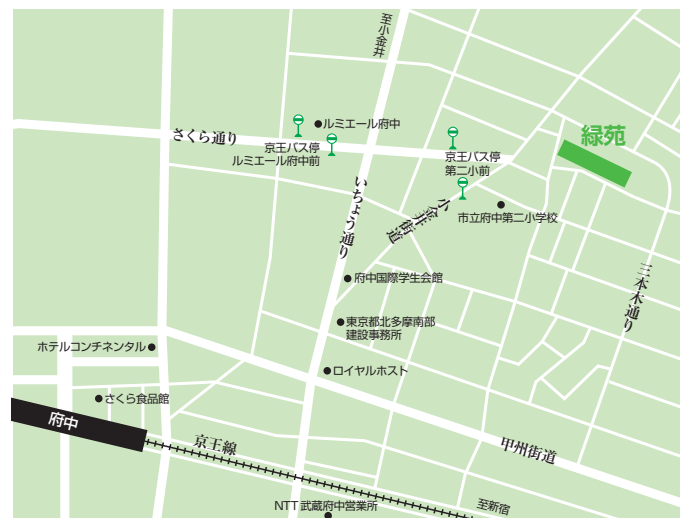 至小金井
ルミエール府中
さくら通り
京王バス停
ルミエール府中前
京王バス停
第二小前
緑苑
いちょう通り
小金井街道
市立府中第二小学校
府中国際学生会館
三本木通り
東京都北多摩南部
建設事務所
ホテルコンチネンタル
ロイヤルホスト
さくら食品館
府中
京王線
甲州街道
至新宿
NTT武蔵府中営業所